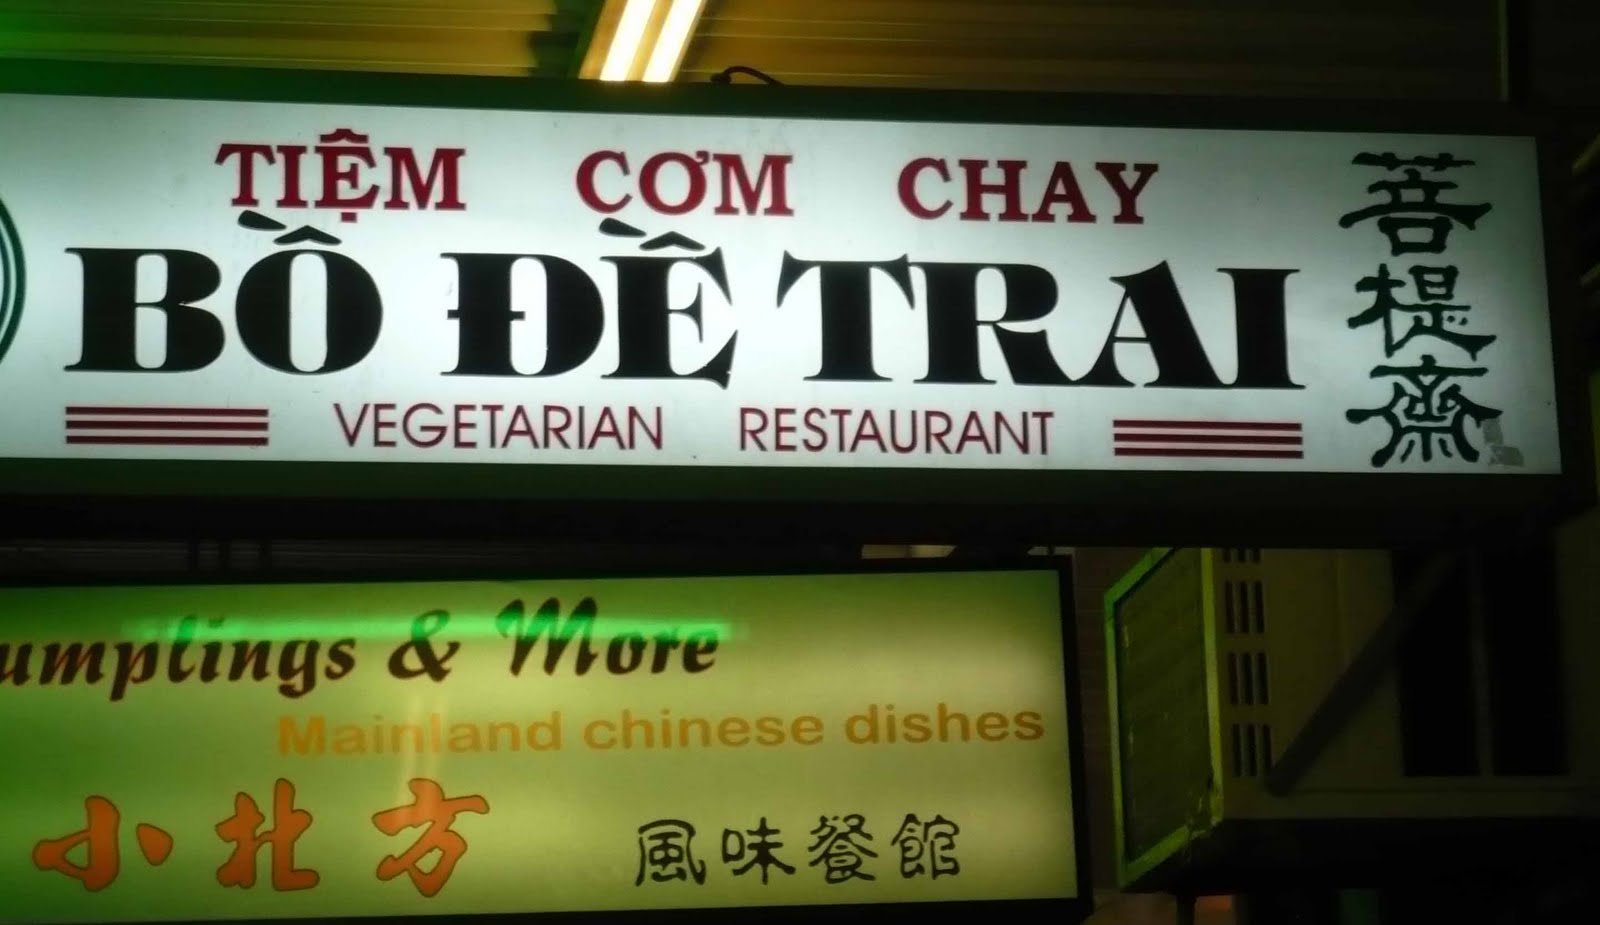 TIỆM CƠM CHAY
BỒ ĐỀ TRAI
VEGETARIAN RESTAURANT
菩提齋
umplings & More
Mainland chinese dishes
小北方
風味餐館